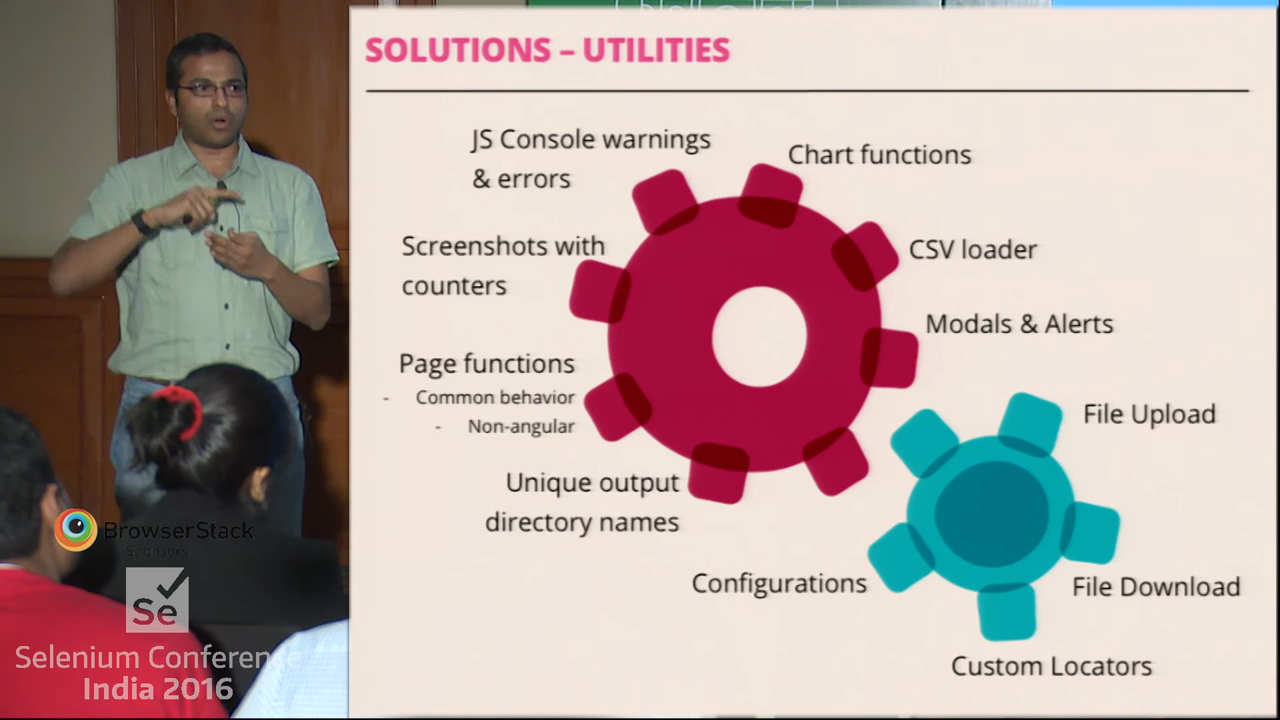 SOLUTIONS – UTILITIES
JS Console warnings
& errors
Chart functions
Screenshots with
counters
CSV loader
Modals & Alerts
Page functions
- Common behavior
- Non-angular
File Upload
Unique output
directory names
Configurations
File Download
Custom Locators
BrowserStack
Sponsors
Se
Selenium Conference
India 2016